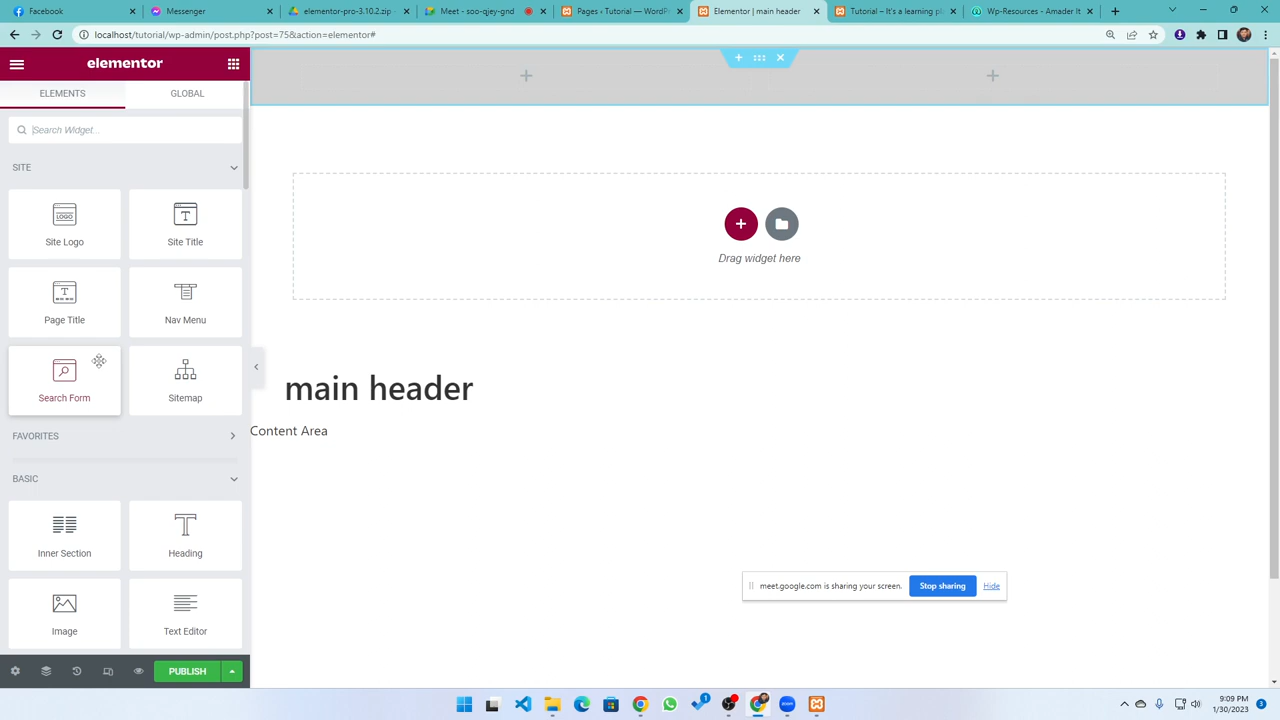 Facebook
elementor-pro-3.10.2.zip -
Meet - soo-qjey-gnd
Pages ‹ Tutorial — WordPr
Elementor | main header
Tutorial – It's a learning pl
WP-Resources - Amader It
localhost/tutorial/wp-admin/post.php?post=75&action=elementor#
elementor
ELEMENTS
GLOBAL
Search Widget...
SITE
LOGO
Site Logo
Site Title
Page Title
Nav Menu
Search Form
Sitemap
FAVORITES
BASIC
Inner Section
Heading
Image
Text Editor
PUBLISH
Drag widget here
main header
Content Area
meet.google.com is sharing your screen.
Stop sharing
Hide
zoom
1
9:09 PM
1/30/2023
3